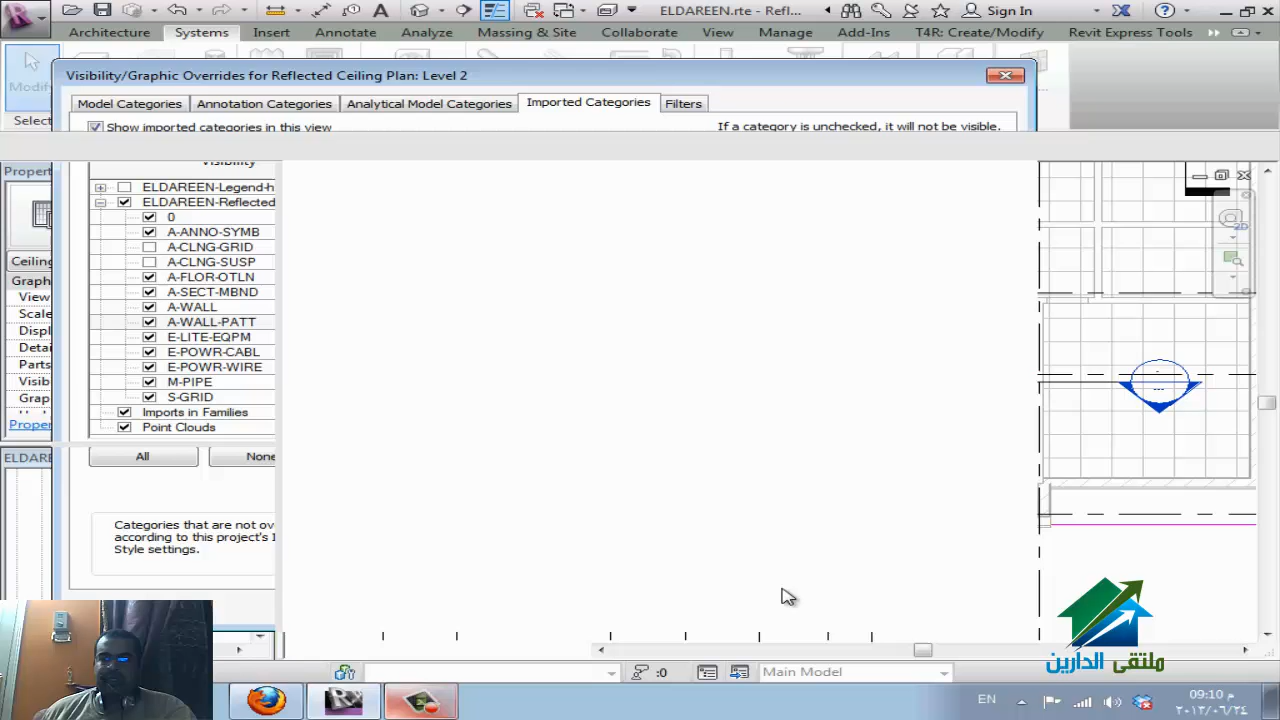 ELDAREEN.rte - Refl...
Sign In
Architecture Systems Insert Annotate Analyze Massing & Site Collaborate View Manage Add-Ins T4R: Create/Modify Revit Express Tools
Modif
Select
Visibility/Graphic Overrides for Reflected Ceiling Plan: Level 2
Model Categories Annotation Categories Analytical Model Categories Imported Categories Filters
Show imported categories in this view
If a category is unchecked, it will not be visible.
Propert
Visibility
ELDAREEN-Legend-h
ELDAREEN-Reflected
0
A-ANNO-SYMB
A-CLNG-GRID
A-CLNG-SUSP
A-FLOR-OTLN
A-SECT-MBND
A-WALL
A-WALL-PATT
E-LITE-EQPM
E-POWR-CABL
E-POWR-WIRE
M-PIPE
S-GRID
Imports in Families
Point Clouds
Ceiling
Graph
View
Scale
Displ
Detai
Parts
Visib
Grap
Proper
ELDARE
All None
Categories that are not ove
according to this project's I
Style settings.
2D
ملتقى الدارين
:0
Main Model
EN
09:10 م
٢٠١٣/٠٦/٢٤